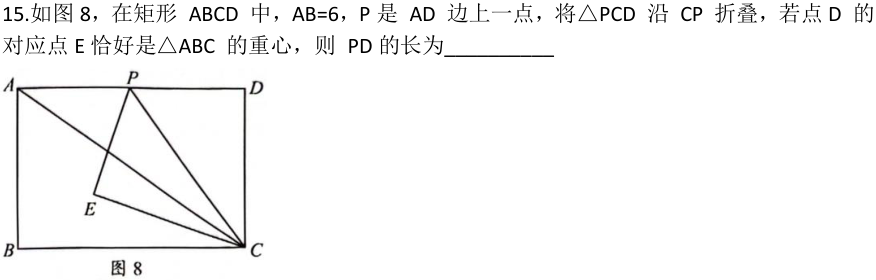 15.如图 8，在矩形 ABCD 中，AB=6，P 是 AD 边上一点，将△PCD 沿 CP 折叠，若点 D 的
对应点 E 恰好是△ABC 的重心，则 PD 的长为__________
A P D
E
B C
图 8